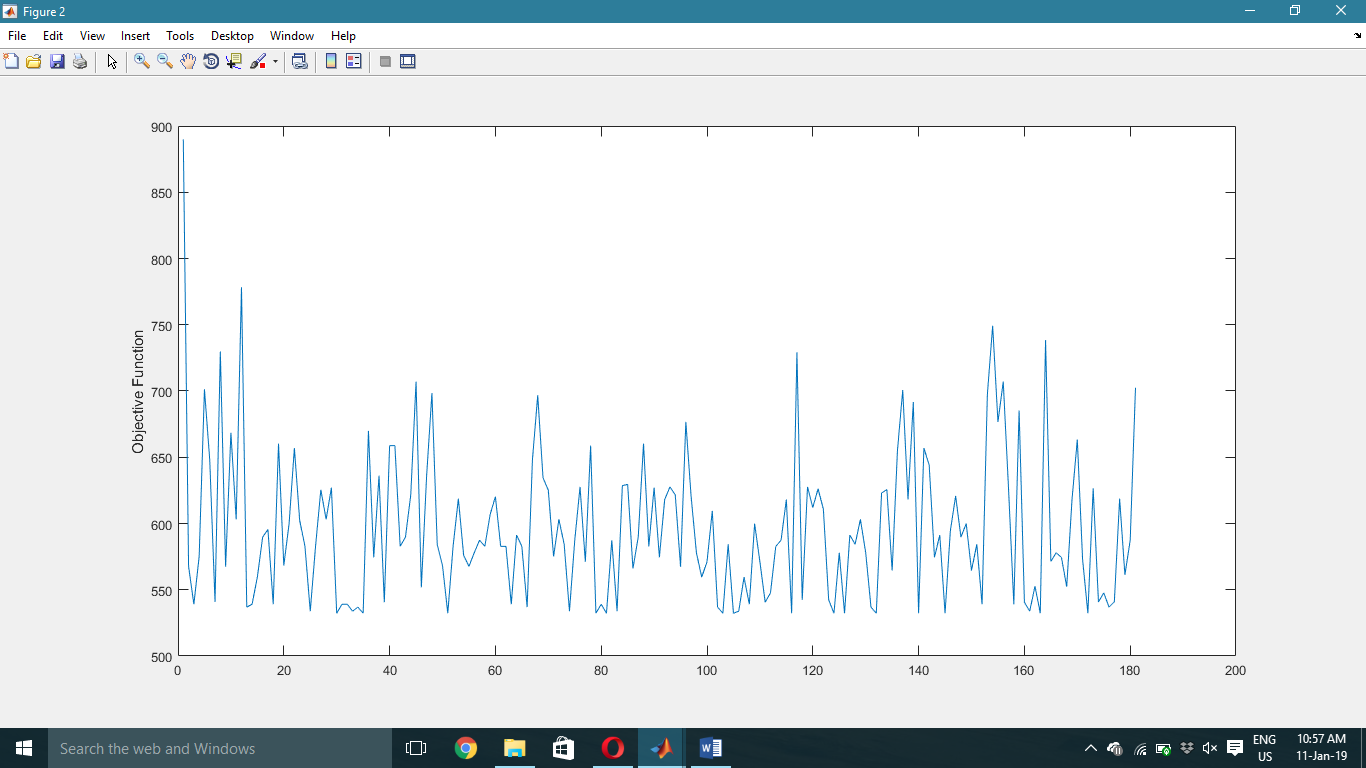 Figure 2
File Edit View Insert Tools Desktop Window Help
900
850
800
750
700
650
600
550
500
Objective Function
0 20 40 60 80 100 120 140 160 180 200
Search the web and Windows
ENG
US
10:57 AM
11-Jan-19